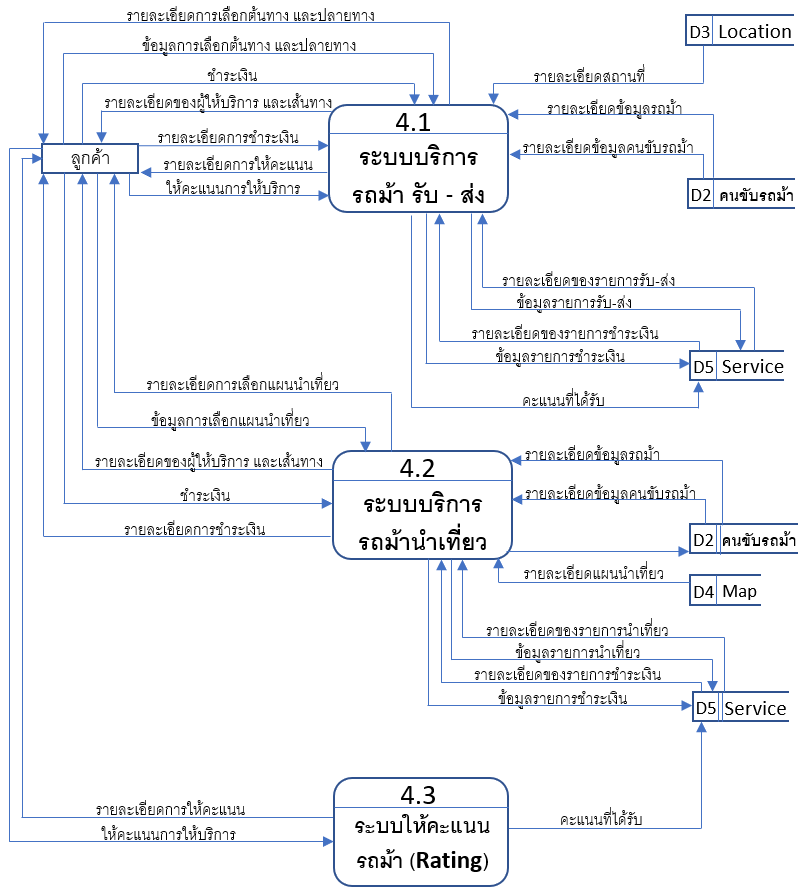 รายละเอียดการเลือกต้นทาง และปลายทาง
ข้อมูลการเลือกต้นทาง และปลายทาง
ชำระเงิน
รายละเอียดของผู้ให้บริการ และเส้นทาง
รายละเอียดการชำระเงิน
รายละเอียดการให้คะแนน
ให้คะแนนการให้บริการ
ลูกค้า
4.1
ระบบบริการ
รถม้า รับ - ส่ง
D3 Location
รายละเอียดสถานที่
รายละเอียดข้อมูลรถม้า
รายละเอียดข้อมูลคนขับรถม้า
D2 คนขับรถม้า
รายละเอียดของรายการรับ-ส่ง
ข้อมูลรายการรับ-ส่ง
รายละเอียดของรายการชำระเงิน
ข้อมูลรายการชำระเงิน
D5 Service
คะแนนที่ได้รับ
รายละเอียดการเลือกแผนนำเที่ยว
ข้อมูลการเลือกแผนนำเที่ยว
รายละเอียดของผู้ให้บริการ และเส้นทาง
ชำระเงิน
รายละเอียดการชำระเงิน
4.2
ระบบบริการ
รถม้านำเที่ยว
รายละเอียดข้อมูลรถม้า
รายละเอียดข้อมูลคนขับรถม้า
D2 คนขับรถม้า
รายละเอียดแผนนำเที่ยว
D4 Map
รายละเอียดของรายการนำเที่ยว
ข้อมูลรายการนำเที่ยว
รายละเอียดของรายการชำระเงิน
ข้อมูลรายการชำระเงิน
D5 Service
4.3
ระบบให้คะแนน
รถม้า (Rating)
รายละเอียดการให้คะแนน
ให้คะแนนการให้บริการ
คะแนนที่ได้รับ